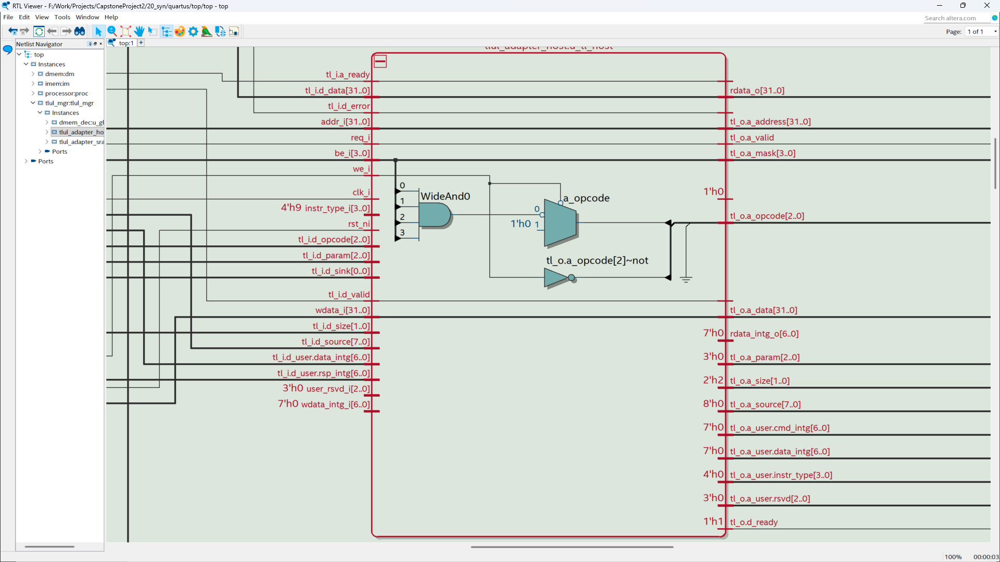 RTL Viewer - F:/Work/Projects/CapstoneProject2/20_syn/quartus/top/top - top
File Edit View Tools Window Help
Search altera.com
Page: 1 of 1
Netlist Navigator
top:1 +
top
Instances
dmem:dm
imem:im
processor:proc
tlul_mgr:tlul_mgr
Instances
dmem_dec:u_gl
tlul_adapter_ho
tlul_adapter_sra
Ports
Ports
tlul_adapter_host:u_tl_host
tl_i.a_ready
tl_i.d_data[31..0]
tl_i.d_error
addr_i[31..0]
req_i
be_i[3..0]
we_i
clk_i
4'h9 instr_type_i[3..0]
rst_ni
tl_i.d_opcode[2..0]
tl_i.d_param[2..0]
tl_i.d_sink[0..0]
tl_i.d_valid
wdata_i[31..0]
tl_i.d_size[1..0]
tl_i.d_source[7..0]
tl_i.d_user.data_intg[6..0]
tl_i.d_user.rsp_intg[6..0]
3'h0 user_rsvd_i[2..0]
7'h0 wdata_intg_i[6..0]
0
1
2
3
WideAnd0
a_opcode
0
1'h0 1
tl_o.a_opcode[2]~not
rdata_o[31..0]
tl_o.a_address[31..0]
tl_o.a_valid
tl_o.a_mask[3..0]
1'h0
tl_o.a_opcode[2..0]
tl_o.a_data[31..0]
7'h0 rdata_intg_o[6..0]
3'h0 tl_o.a_param[2..0]
2'h2 tl_o.a_size[1..0]
8'h0 tl_o.a_source[7..0]
7'h0 tl_o.a_user.cmd_intg[6..0]
7'h0 tl_o.a_user.data_intg[6..0]
4'h0 tl_o.a_user.instr_type[3..0]
3'h0 tl_o.a_user.rsvd[2..0]
1'h1 tl_o.d_ready
100% 00:00:03